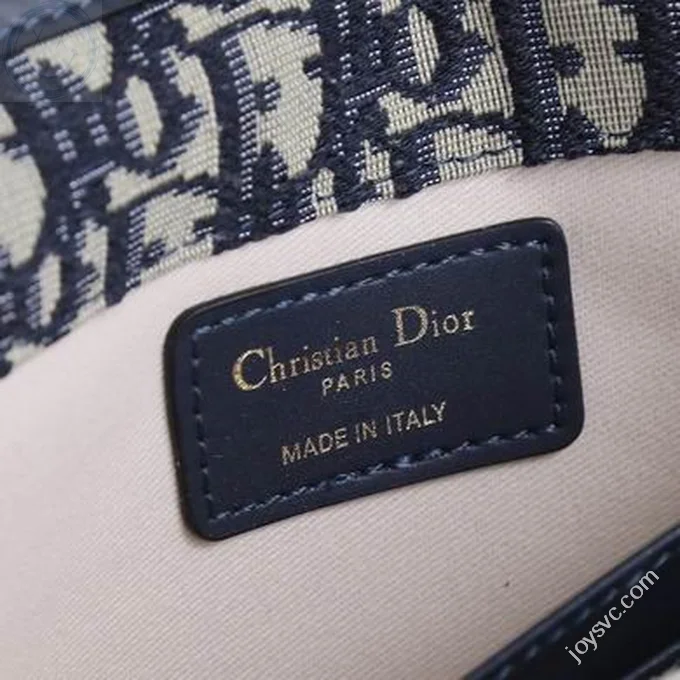 Christian Dior
PARIS
MADE IN ITALY
joysvc.com